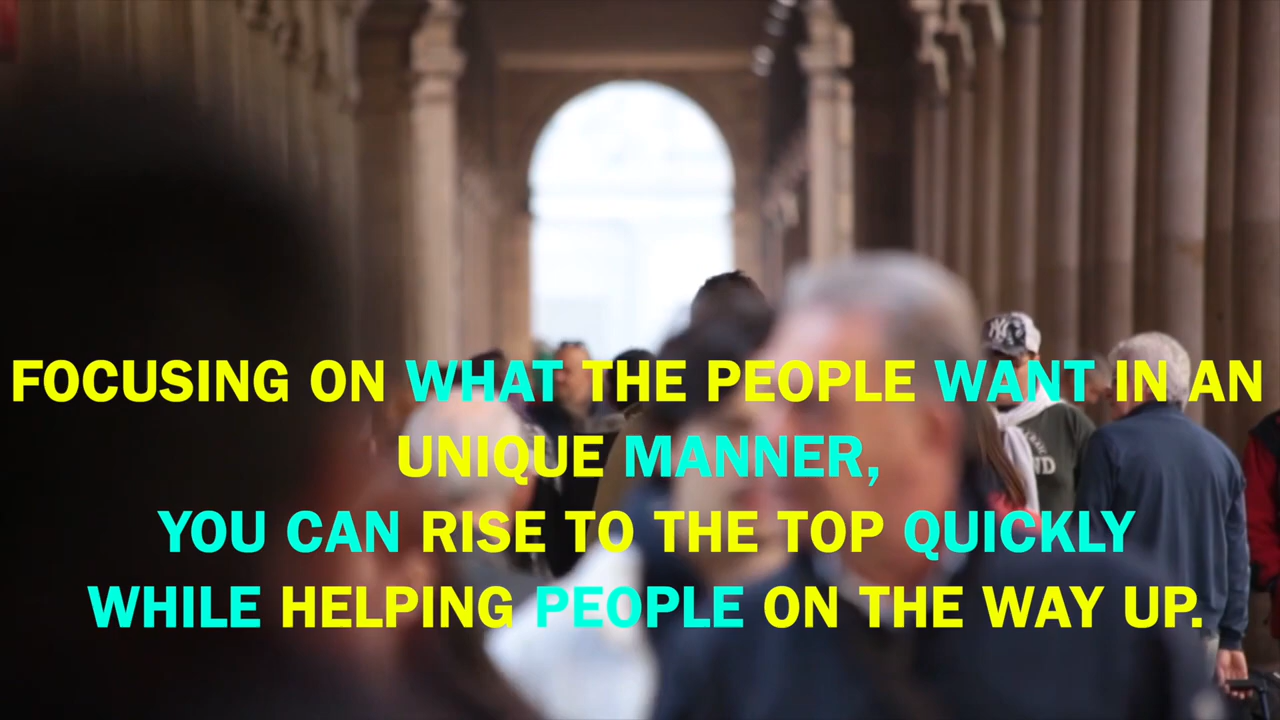 FOCUSING ON WHAT THE PEOPLE WANT IN AN
UNIQUE MANNER,
YOU CAN RISE TO THE TOP QUICKLY
WHILE HELPING PEOPLE ON THE WAY UP.
NY